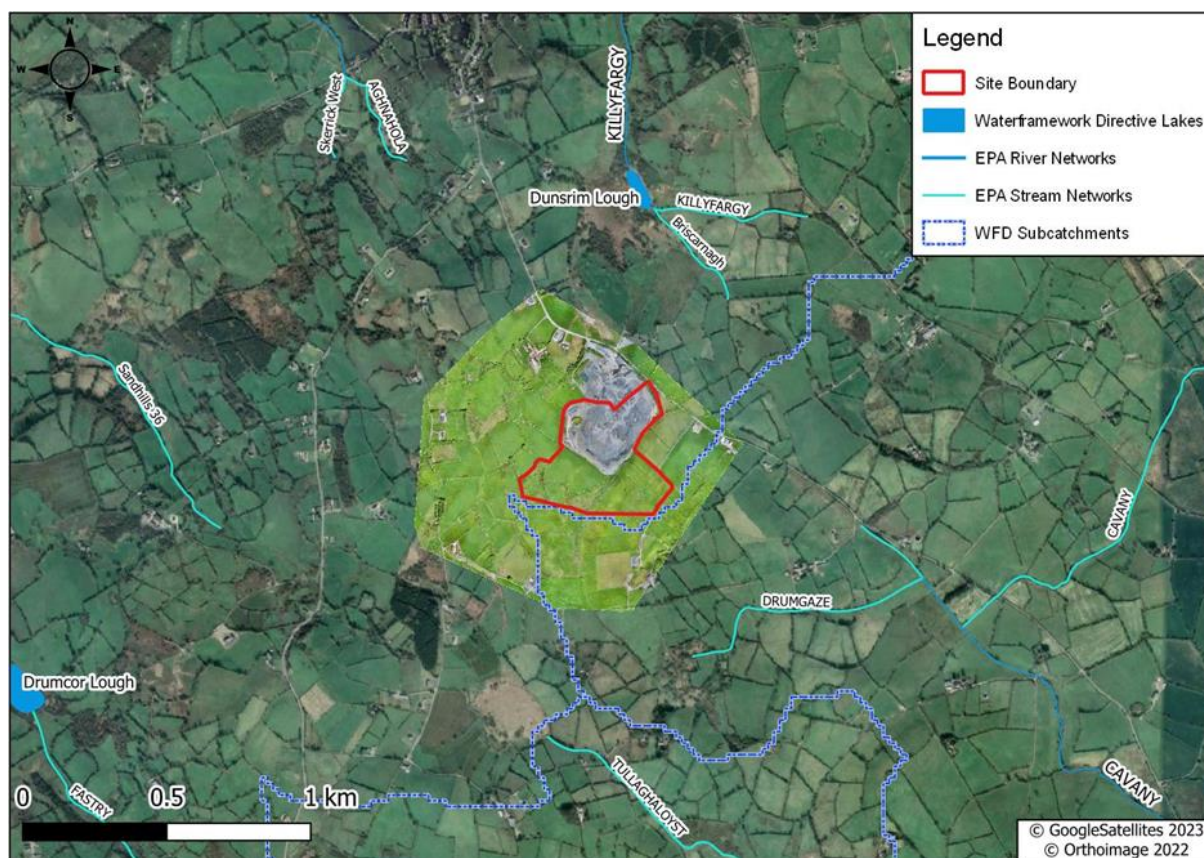 N
W E
S
Legend
Site Boundary
Waterframework Directive Lakes
EPA River Networks
EPA Stream Networks
WFD Subcatchments
Skerrick West
AGHNAHOLA
KILLYFARGY
Dunsrim Lough
KILLYFARGY
Briscarnagh
Sandhills 36
CAVANY
DRUMGAZE
Drumcor Lough
FASTRY
TULLAGHALOYST
CAVANY
0 0.5 1 km
© GoogleSatellites 2023
© Orthoimage 2022